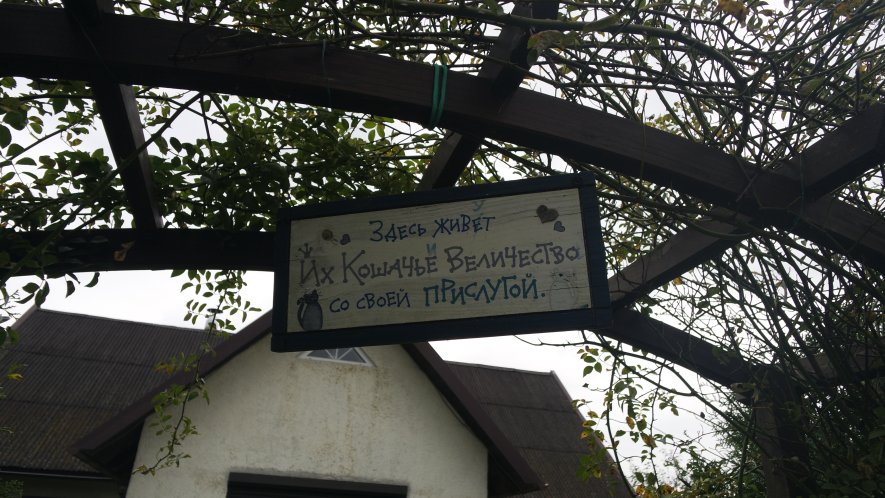 Здесь живет
Их Кошачье Величество
со своей прислугой.